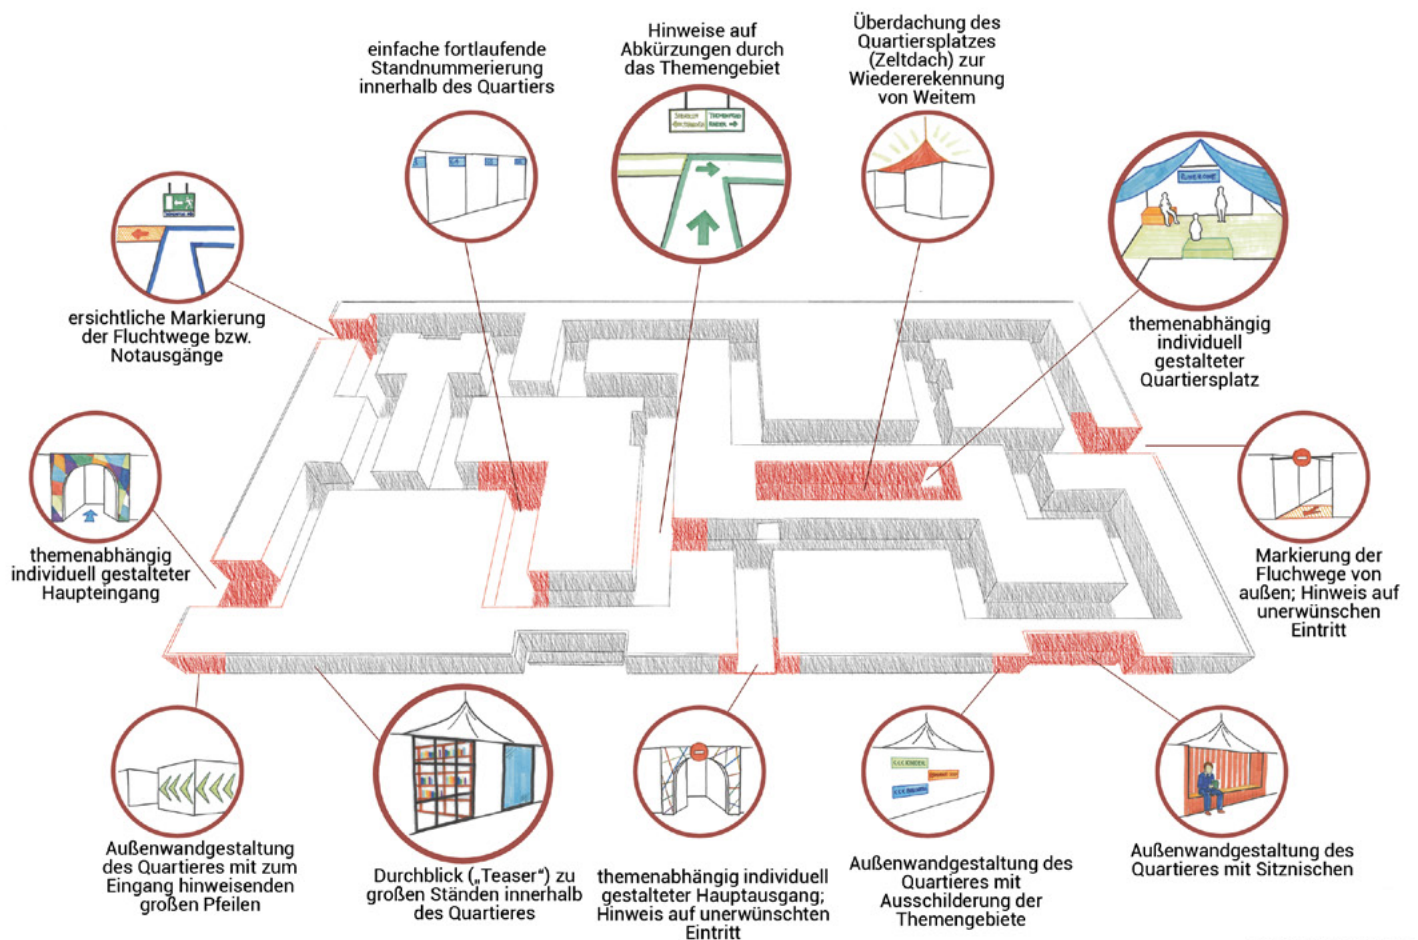 einfache fortlaufende
Standnummerierung
innerhalb des Quartiers
Hinweise auf
Abkürzungen durch
das Themengebiet
Überdachung des
Quartiersplatzes
(Zeltdach) zur
Wiedererekennung
von Weitem
ersichtliche Markierung
der Fluchtwege bzw.
Notausgänge
themenabhängig
individuell
gestalteter
Quartiersplatz
themenabhängig
individuell gestalteter
Haupteingang
Markierung der
Fluchwege von
außen; Hinweis auf
unerwünschen
Eintritt
Außenwandgestaltung
des Quartieres mit zum
Eingang hinweisenden
großen Pfeilen
Durchblick („Teaser“) zu
großen Ständen innerhalb
des Quartieres
themenabhängig individuell
gestalteter Hauptausgang;
Hinweis auf unerwünschten
Eintritt
Außenwandgestaltung des
Quartieres mit
Ausschilderung der
Themengebiete
Außenwandgestaltung des
Quartieres mit Sitznischen